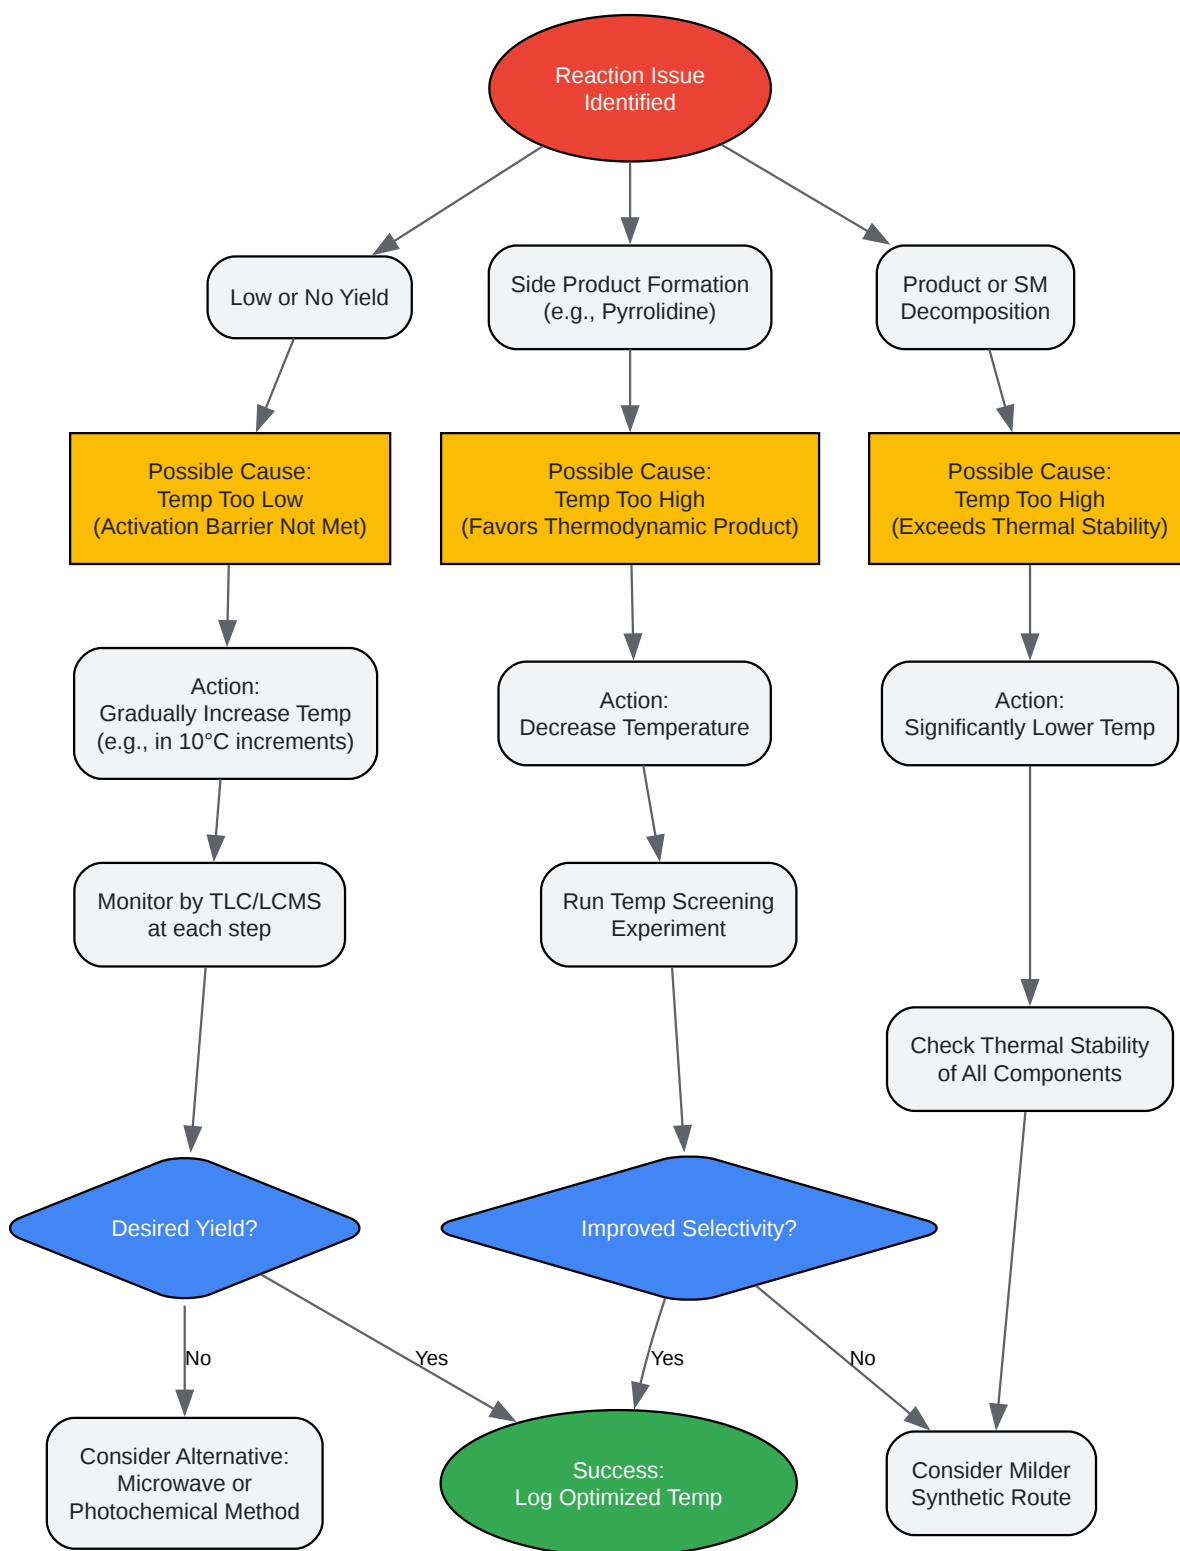 Reaction Issue
Identified
Low or No Yield
Side Product Formation
(e.g., Pyrrolidine)
Product or SM
Decomposition
Possible Cause:
Temp Too Low
(Activation Barrier Not Met)
Possible Cause:
Temp Too High
(Favors Thermodynamic Product)
Possible Cause:
Temp Too High
(Exceeds Thermal Stability)
Action:
Gradually Increase Temp
(e.g., in 10°C increments)
Action:
Decrease Temperature
Action:
Significantly Lower Temp
Monitor by TLC/LCMS
at each step
Run Temp Screening
Experiment
Check Thermal Stability
of All Components
Desired Yield?
Improved Selectivity?
No
Yes
Yes
No
Consider Alternative:
Microwave or
Photochemical Method
Success:
Log Optimized Temp
Consider Milder
Synthetic Route